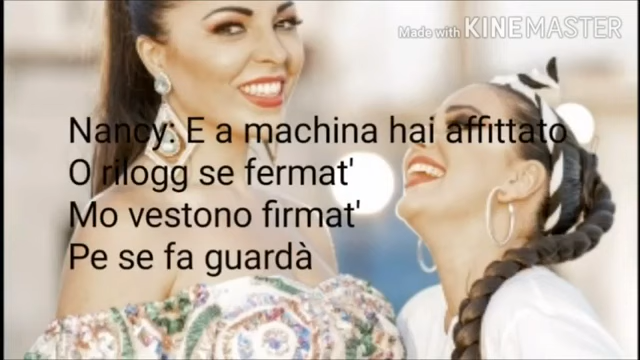 Made with KINEMASTER
Nancy: E a machina hai affittato
O rilogg se fermat'
Mo vestono firmat'
Pe se fa guardà